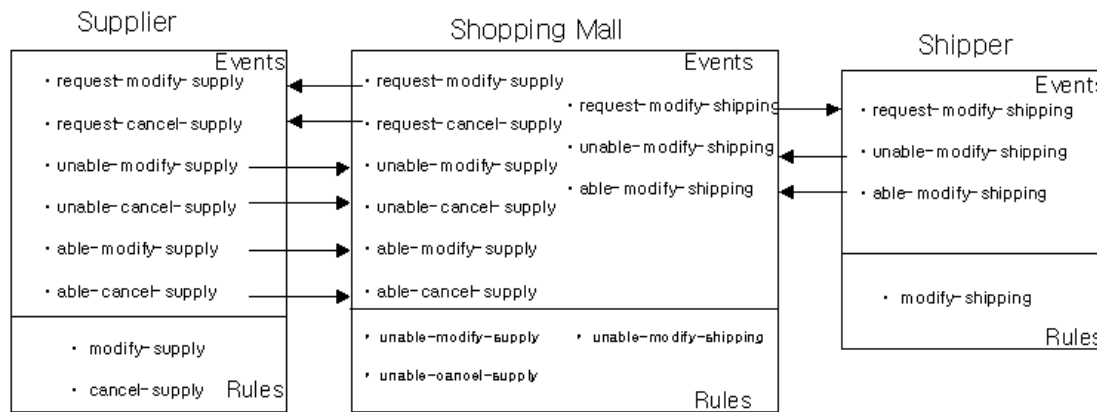 Supplier
Events
· request-modify-supply
· request-cancel-supply
· unable-modify-supply
· unable-cancel-supply
· able-modify-supply
· able-cancel-supply
· modify-supply
· cancel-supply
Rules
Shopping Mall
Events
· request-modify-supply
· request-cancel-supply
· unable-modify-supply
· unable-cancel-supply
· able-modify-supply
· able-cancel-supply
· request-modify-shipping
· unable-modify-shipping
· able-modify-shipping
· unable-modify-supply
· unable-cancel-supply
· unable-modify-shipping
Rules
Shipper
Events
· request-modify-shipping
· unable-modify-shipping
· able-modify-shipping
· modify-shipping
Rules